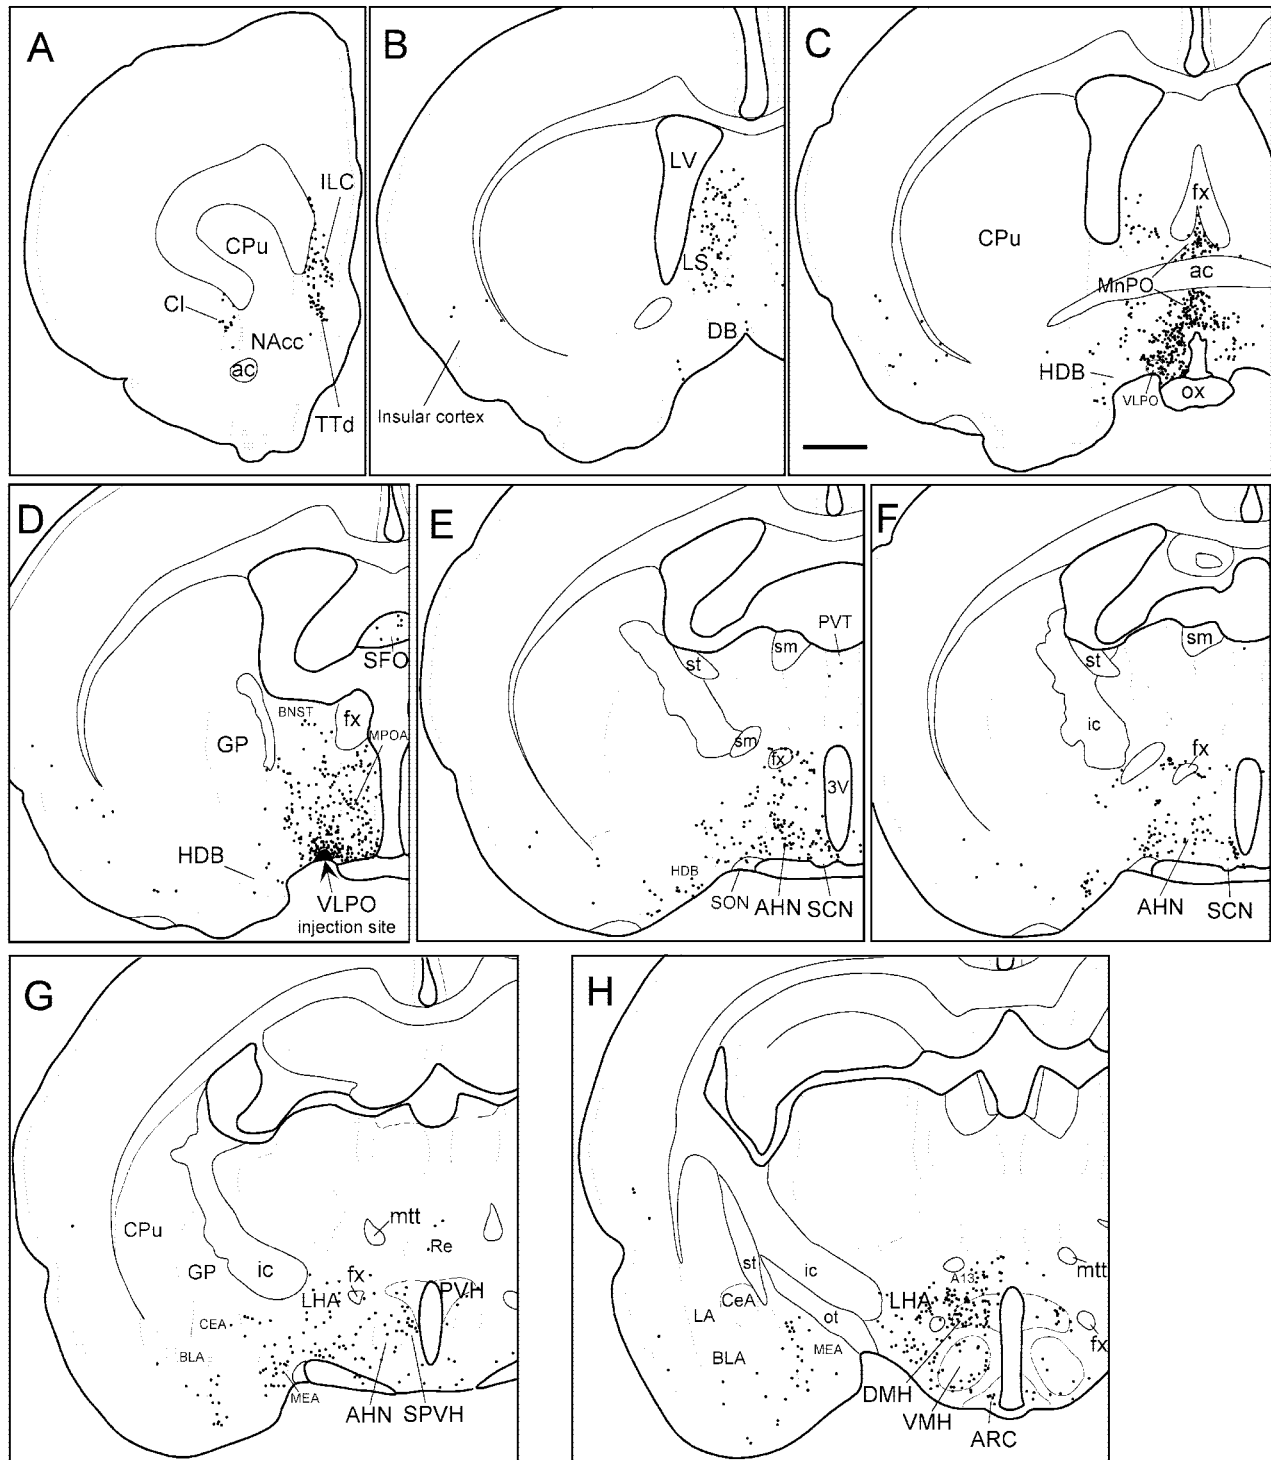 A
ILC
CPu
Cl
NAcc
ac
TTd
B
LV
LS
DB
Insular cortex
C
fx
CPu
ac
MnPO
HDB
VLPO
ox
D
SFO
BNST
fx
GP
MPOA
HDB
VLPO
injection site
E
PVT
sm
st
sm
fx
3V
HDB
SON
AHN
SCN
F
sm
st
ic
fx
AHN
SCN
G
mtt
CPu
Re
GP
ic
fx
LHA
PVH
CEA
BLA
MEA
AHN
SPVH
H
st
ic
A13
mtt
CeA
LHA
LA
ot
fx
BLA
MEA
DMH
VMH
ARC